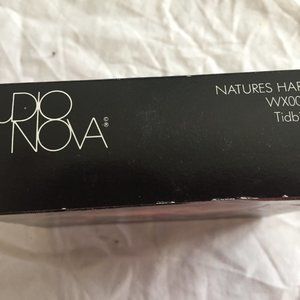 UDIO
NOVA ©®
NATURES HAR
WX00
Tidb